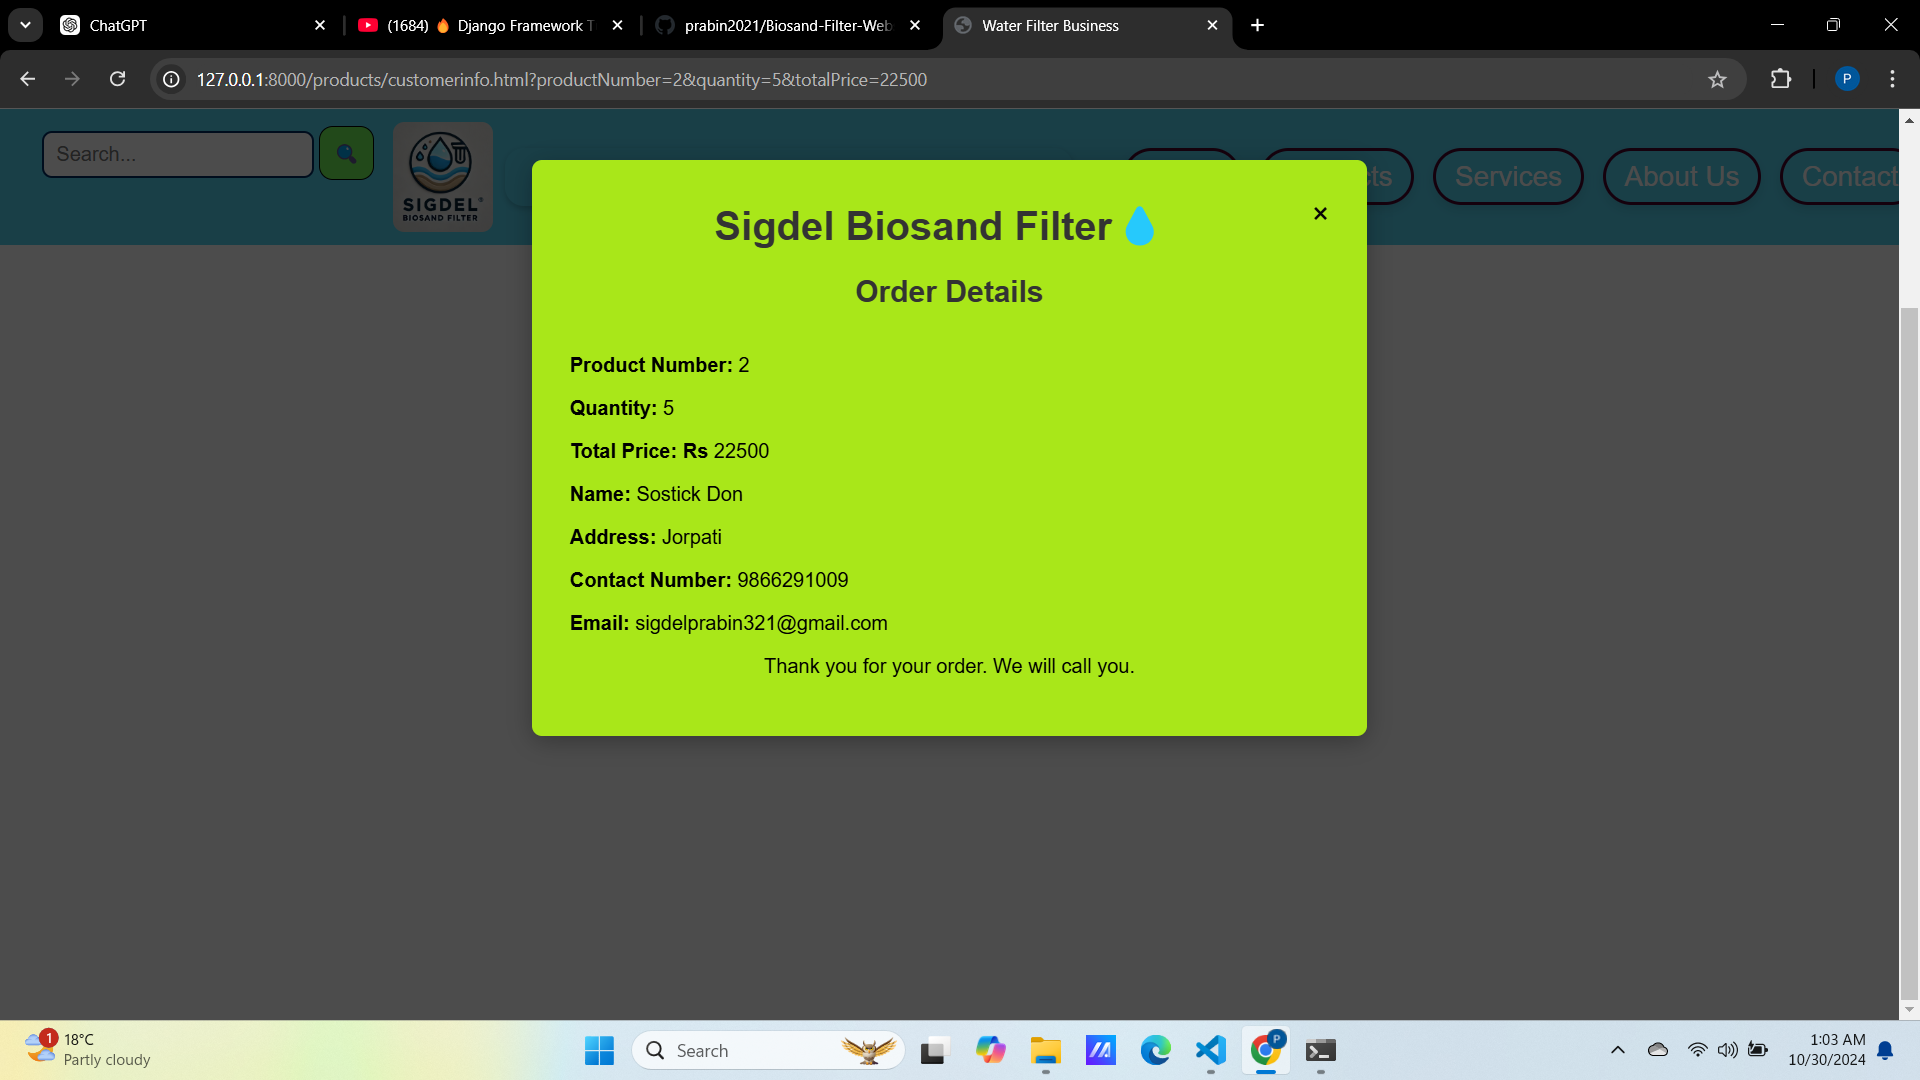 ChatGPT
(1684) 🔥 Django Framework T
prabin2021/Biosand-Filter-Web
Water Filter Business
127.0.0.1:8000/products/customerinfo.html?productNumber=2&quantity=5&totalPrice=22500
P
Search...
SIGDEL®
BIOSAND FILTER
cts
Services
About Us
Contact
Sigdel Biosand Filter 💧
×
Order Details
Product Number: 2
Quantity: 5
Total Price: Rs 22500
Name: Sostick Don
Address: Jorpati
Contact Number: 9866291009
Email: sigdelprabin321@gmail.com
Thank you for your order. We will call you.
1
18°C
Partly cloudy
Search
P
1:03 AM
10/30/2024